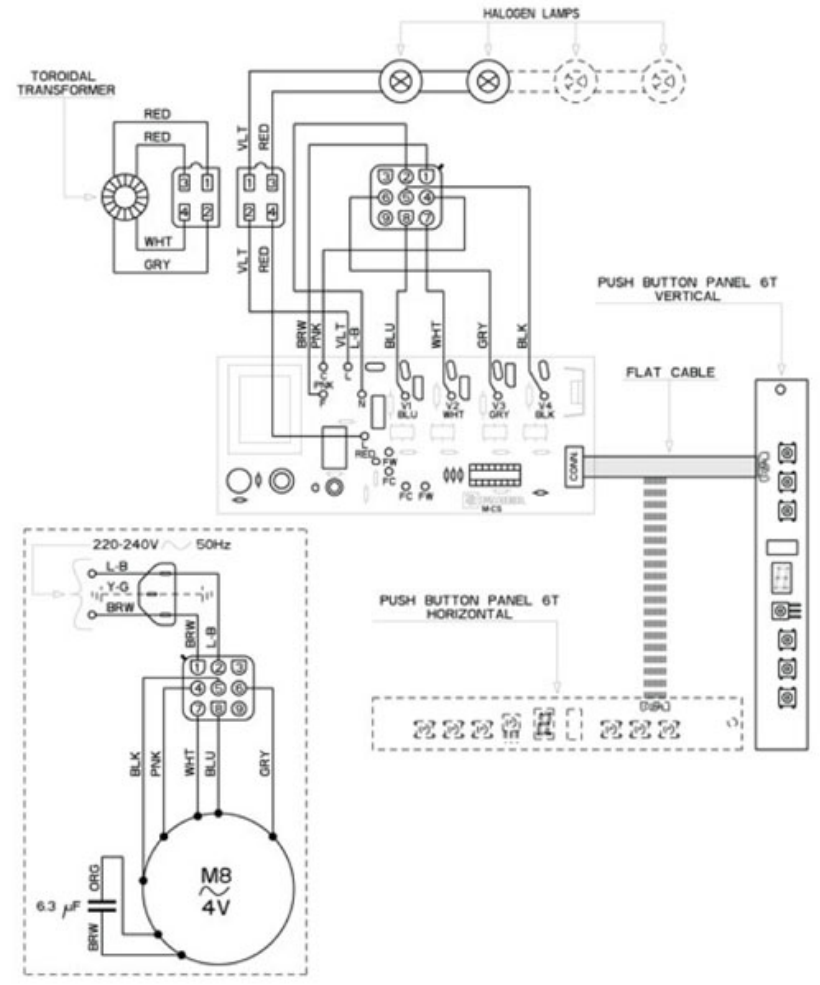 HALOGEN LAMPS
TOROIDAL
TRANSFORMER
RED
RED
WHT
GRY
3 1
4 2
VLT
RED
1 3
2 4
VLT
RED
3 2 1
6 5 4
9 8 7
BRW
PNK
VLT
L-B
BLU
WHT
GRY
BLK
PNK
N
V1
BLU
V2
WHT
V3
GRY
V4
BLK
L
RED
FW
FC
FC FW
M-CS
CONN.
PUSH BUTTON PANEL 6T
VERTICAL
FLAT CABLE
220-240V 50Hz
L-B
Y-G
BRW
BRW
L-B
1 2 3
4 5 6
7 8 9
BLK
PNK
WHT
BLU
GRY
M8
4V
6.3 µF
ORG
BRW
PUSH BUTTON PANEL 6T
HORIZONTAL